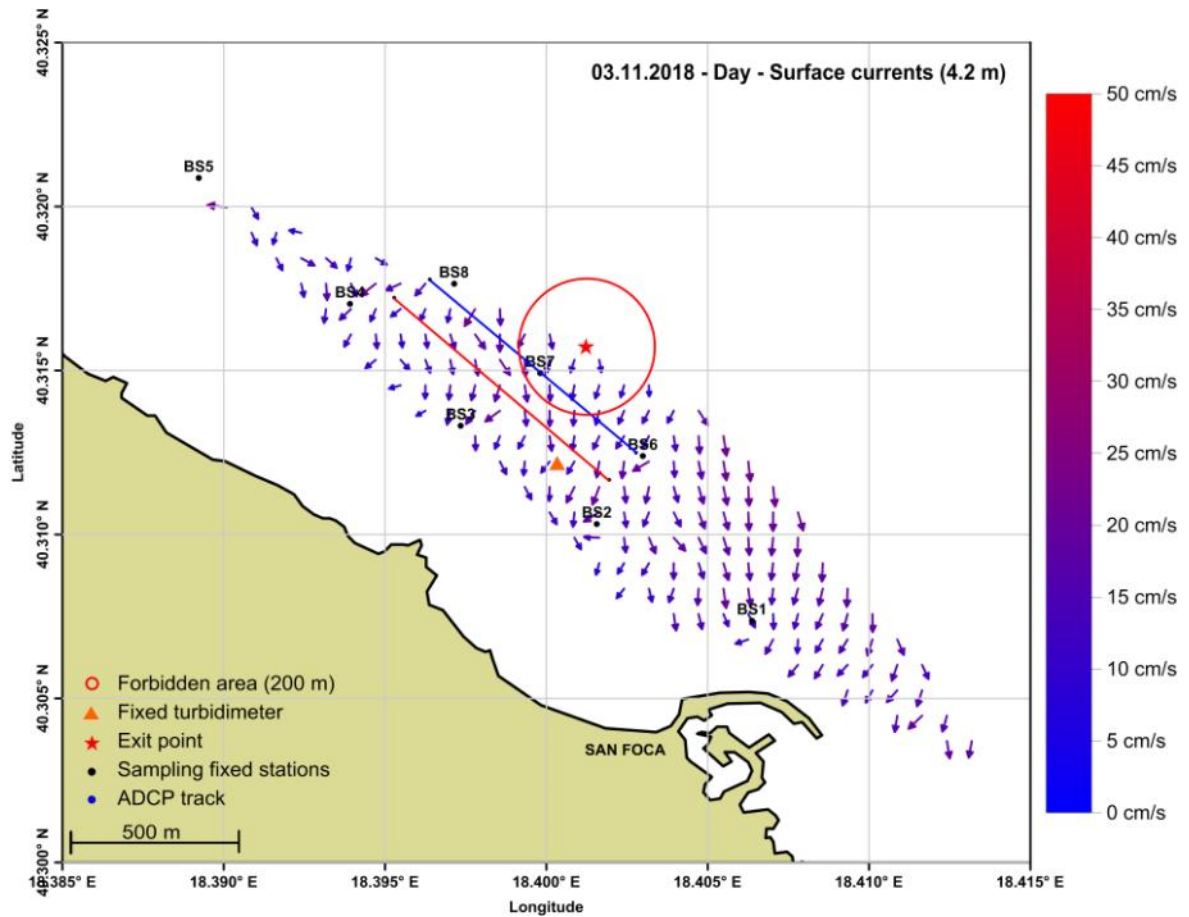 03.11.2018 - Day - Surface currents (4.2 m)
40.325° N
40.320° N
40.315° N
40.310° N
40.305° N
40.300° N
Latitude
BS5
BS8
BS4
BS7
BS3
BS6
BS2
BS1
SAN FOCA
Forbidden area (200 m)
Fixed turbidimeter
Exit point
Sampling fixed stations
ADCP track
500 m
18.385° E
18.390° E
18.395° E
18.400° E
18.405° E
18.410° E
18.415° E
Longitude
50 cm/s
45 cm/s
40 cm/s
35 cm/s
30 cm/s
25 cm/s
20 cm/s
15 cm/s
10 cm/s
5 cm/s
0 cm/s